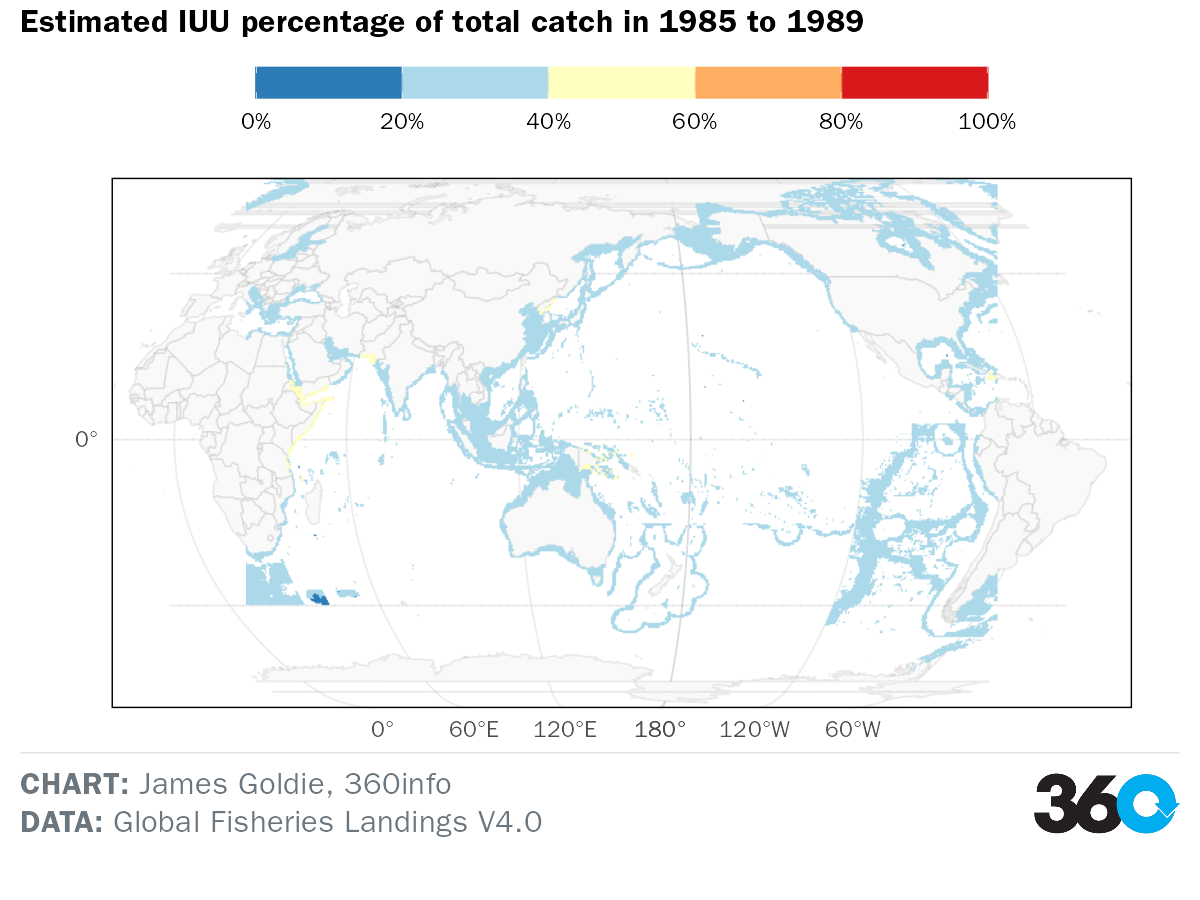 Estimated IUU percentage of total catch in 1985 to 1989
0% 20% 40% 60% 80% 100%
0°
0° 60°E 120°E 180° 120°W 60°W
CHART: James Goldie, 360info
DATA: Global Fisheries Landings V4.0
360